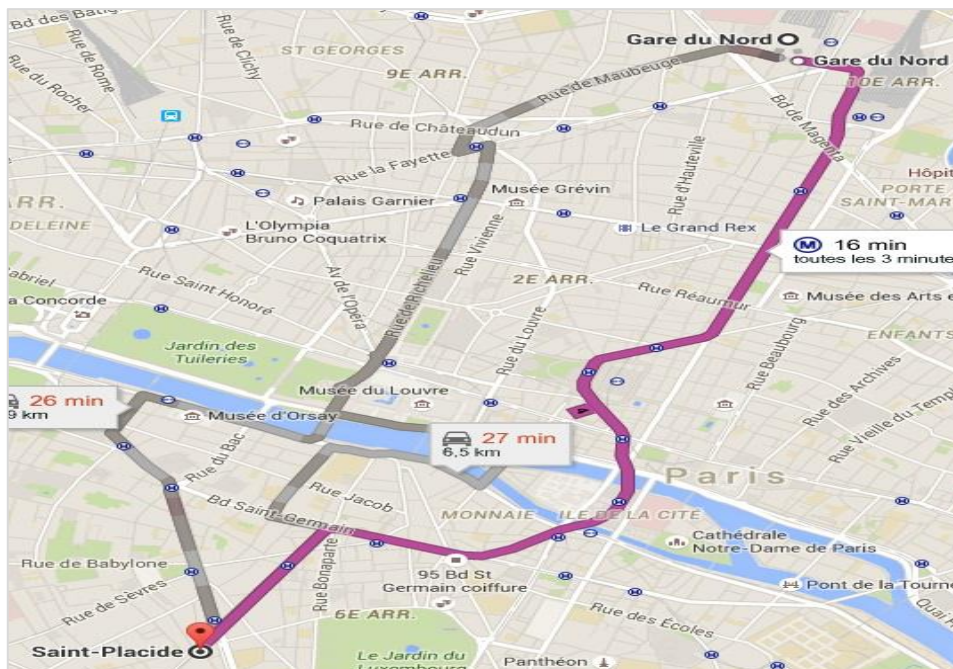 Bd des Bati
Rue de Rome
Rue de Clichy
ST GEORGES
Gare du Nord
Gare du Nord
9E ARR.
10E ARR.
Rue du Rocher
Rue de Maubeuge
Bd de Magenta
Rue de Châteaudun
Rue la Fayette
Rue d'Hauteville
Hôpit
Musée Grévin
PORTE
SAINT-MAR
ARR.
DELEINE
Palais Garnier
L'Olympia
Bruno Coquatrix
Rue Vivienne
Le Grand Rex
16 min
toutes les 3 minute
Gabriel
Rue Saint Honoré
Av de l'Opéra
Rue de Richelieu
2E ARR.
Rue Réaumur
Musée des Arts e
a Concorde
Rue du Louvre
Rue Beaubourg
ENFANTS
Jardin des
Tuileries
Musée du Louvre
Rue des Archives
26 min
9 km
Musée d'Orsay
Rue du Bac
27 min
6,5 km
Rue Vieille du Templ
Paris
Rue Jacob
Bd Saint-Germain
MONNAIE
ILE DE LA CITÉ
Cathédrale
Notre-Dame de Paris
Rue de Babylone
Rue Bonaparte
95 Bd St
Germain coiffure
Pont de la Tourne
Rue de Sèvres
6E ARR.
Rue des Écoles
Quai
Saint-Placide
Le Jardin du
Luxembourg
Panthéon